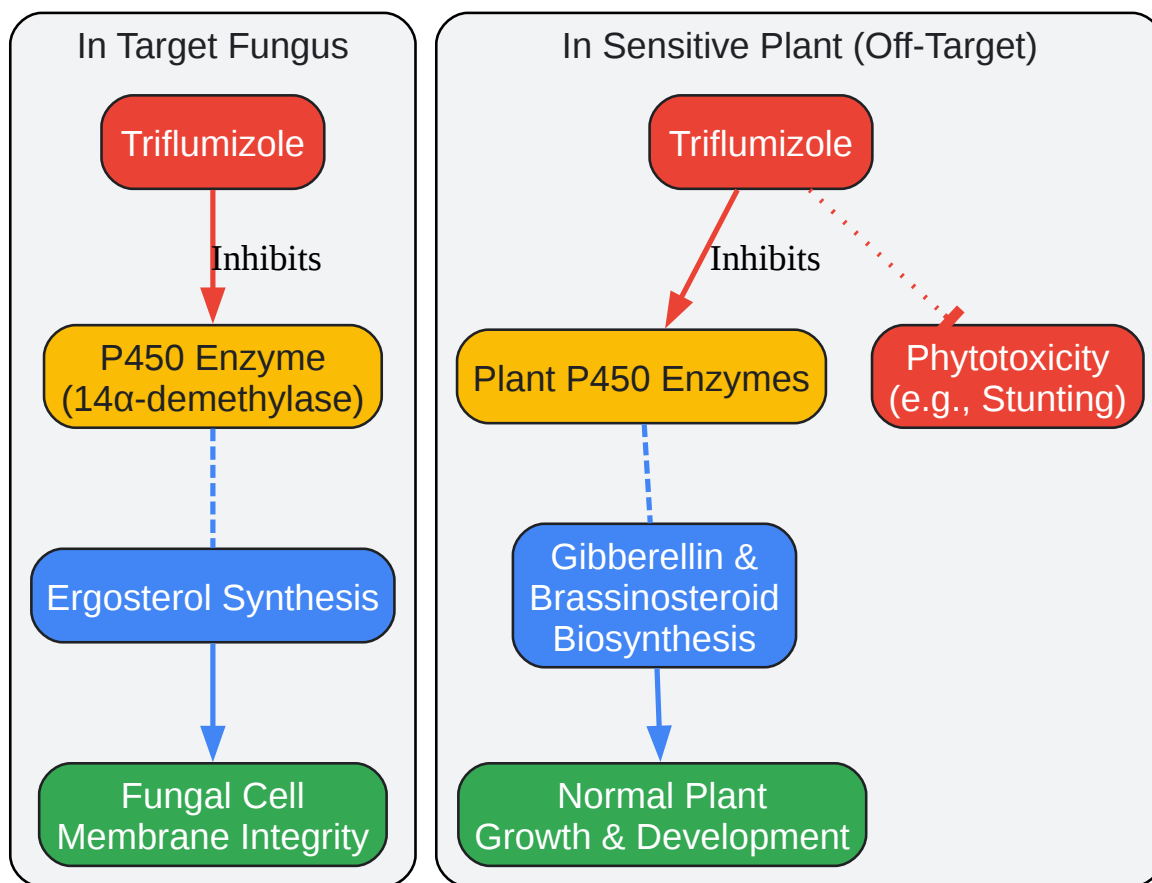 In Target Fungus
Triflumizole
Inhibits
P450 Enzyme
(14α-demethylase)
Ergosterol Synthesis
Fungal Cell
Membrane Integrity
In Sensitive Plant (Off-Target)
Triflumizole
Inhibits
Plant P450 Enzymes
Phytotoxicity
(e.g., Stunting)
Gibberellin &
Brassinosteroid
Biosynthesis
Normal Plant
Growth & Development